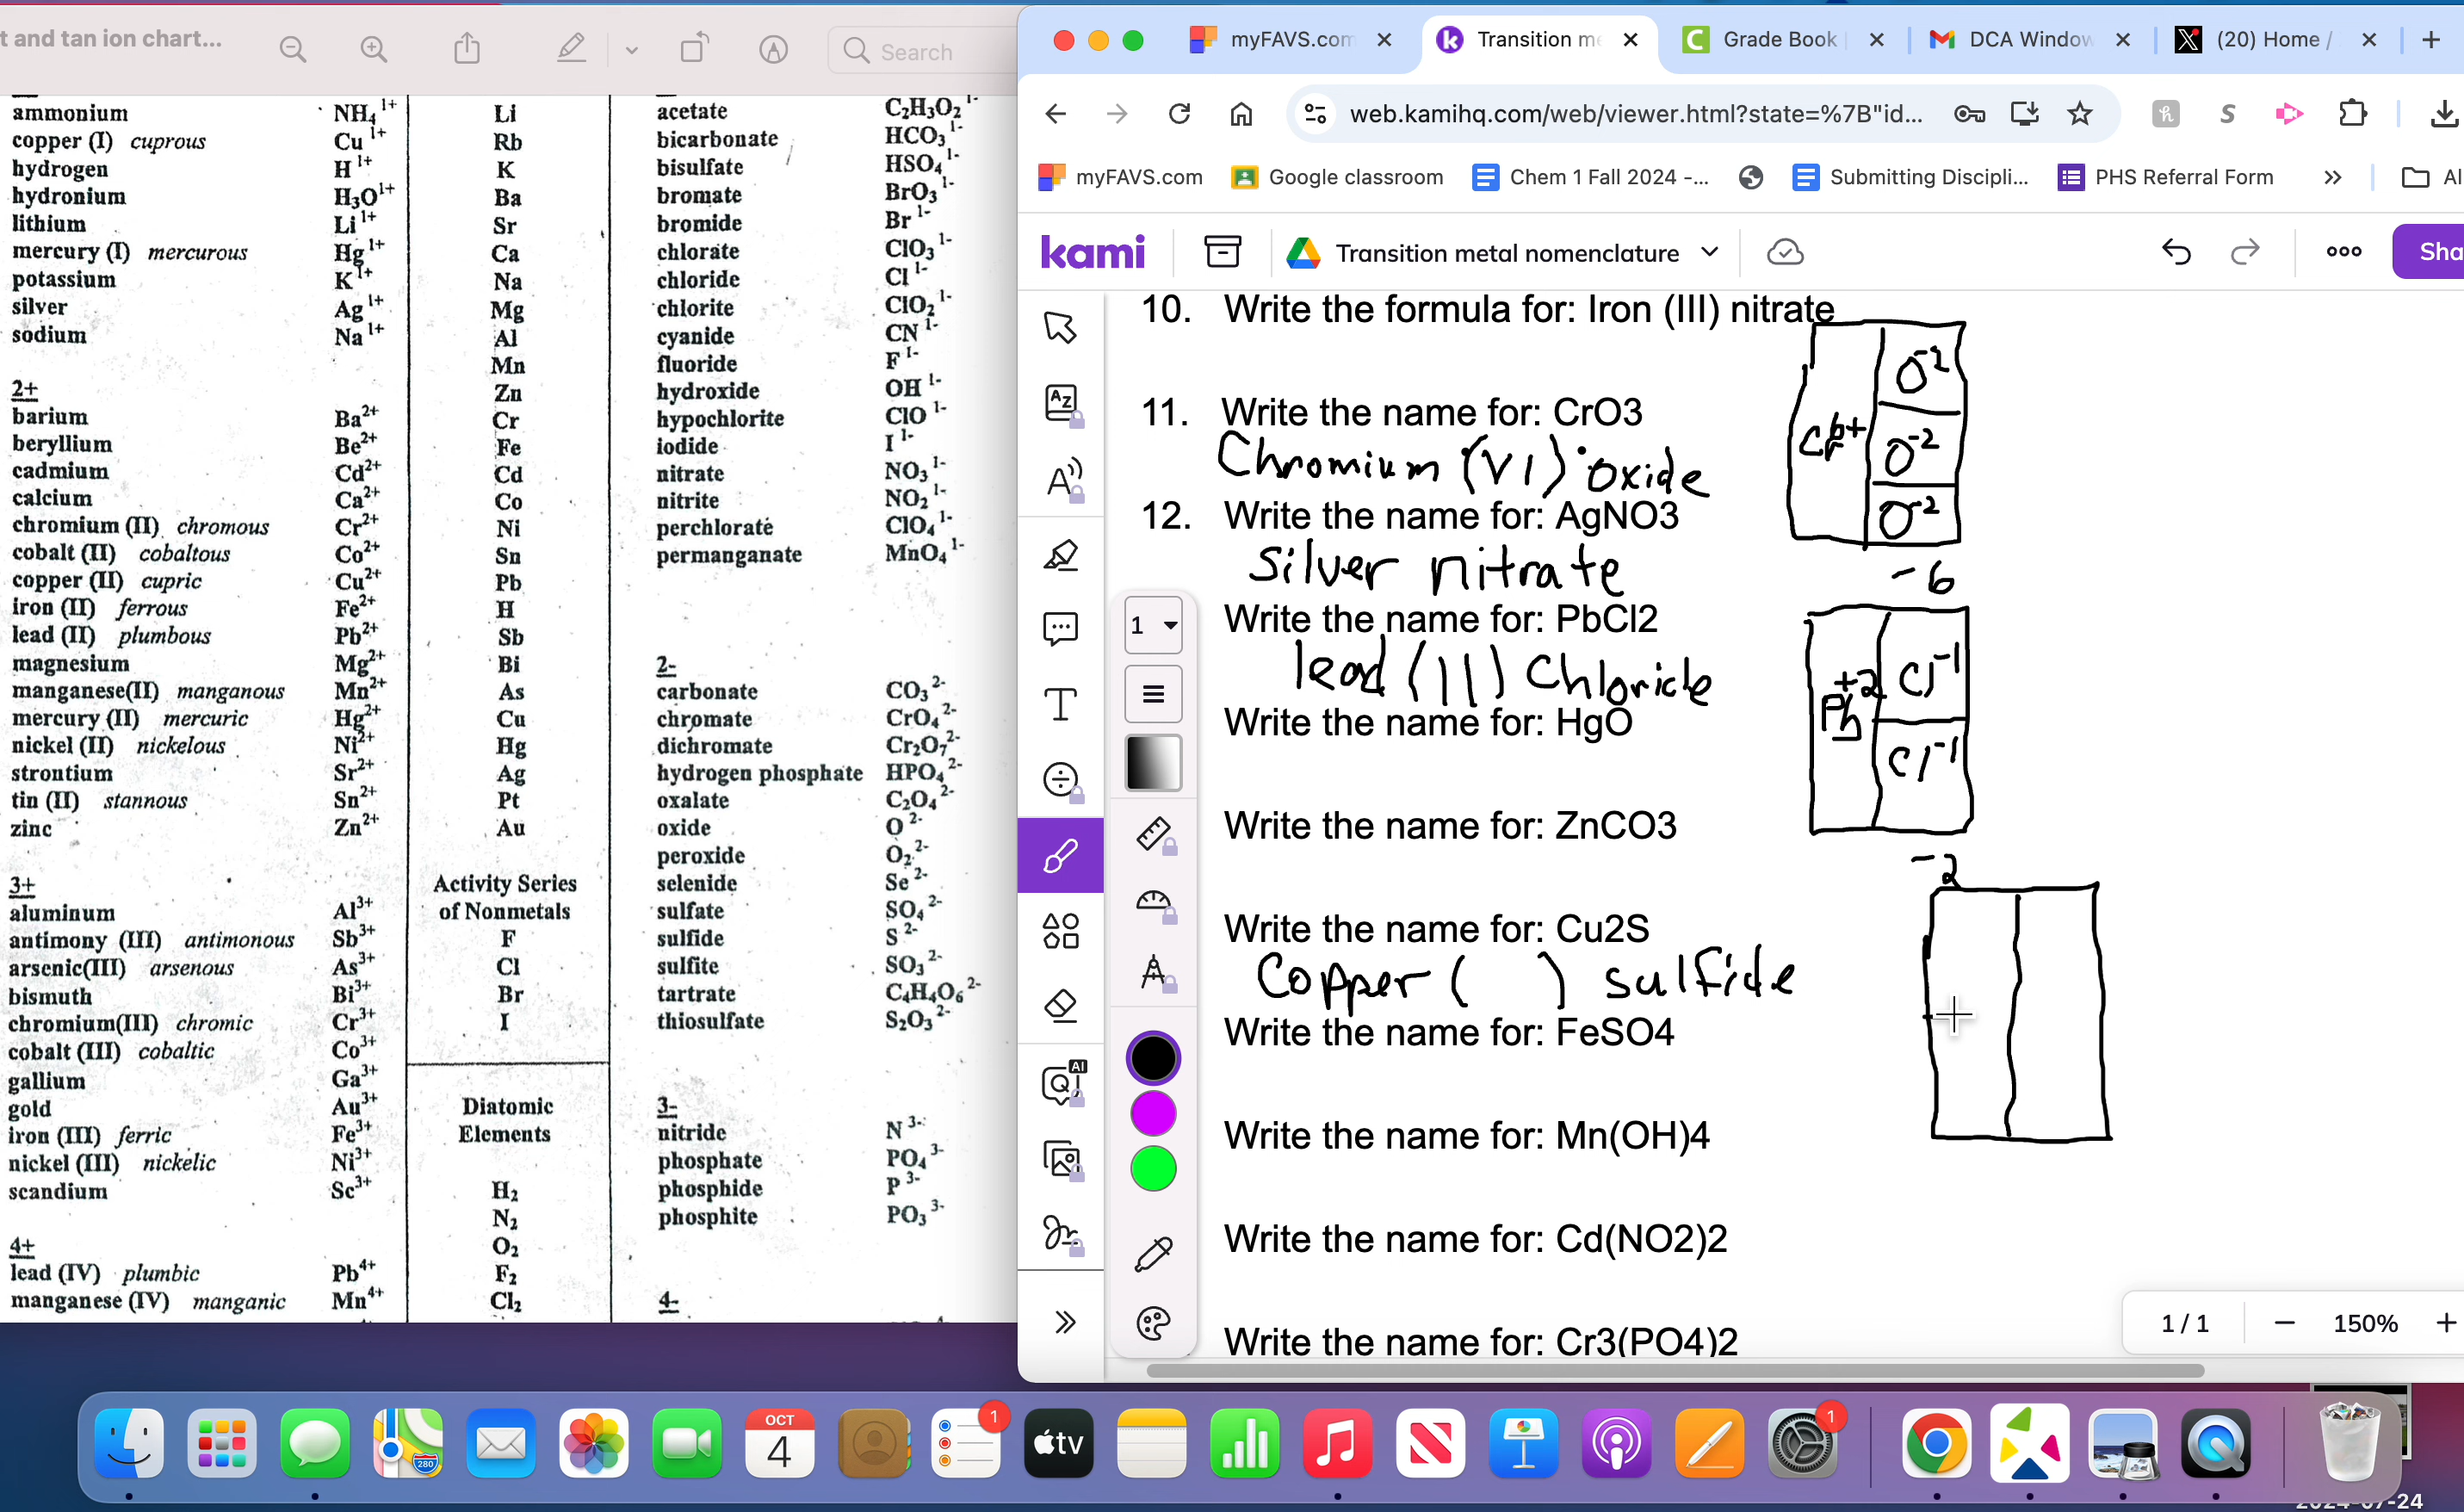 t and tan ion chart...
Search
ammonium NH4 1+
copper (I) cuprous Cu 1+
hydrogen H 1+
hydronium H3O 1+
lithium Li 1+
mercury (I) mercurous Hg 1+
potassium K 1+
silver Ag 1+
sodium Na 1+
2+
barium Ba2+
beryllium Be2+
cadmium Cd2+
calcium Ca2+
chromium (II) chromous Cr2+
cobalt (II) cobaltous Co2+
copper (II) cupric Cu2+
iron (II) ferrous Fe2+
lead (II) plumbous Pb2+
magnesium Mg2+
manganese(II) manganous Mn2+
mercury (II) mercuric Hg2+
nickel (II) nickelous Ni2+
strontium Sr2+
tin (II) stannous Sn2+
zinc Zn2+
3+
aluminum Al3+
antimony (III) antimonous Sb3+
arsenic(III) arsenous As3+
bismuth Bi3+
chromium(III) chromic Cr3+
cobalt (III) cobaltic Co3+
gallium Ga3+
gold Au3+
iron (III) ferric Fe3+
nickel (III) nickelic Ni3+
scandium Sc3+
4+
lead (IV) plumbic Pb4+
manganese (IV) manganic Mn4+
Li
Rb
K
Ba
Sr
Ca
Na
Mg
Al
Mn
Zn
Cr
Fe
Cd
Co
Ni
Sn
Pb
H
Sb
Bi
As
Cu
Hg
Ag
Pt
Au
Activity Series
of Nonmetals
F
Cl
Br
I
Diatomic
Elements
H2
N2
O2
F2
Cl2
acetate C2H3O2 1-
bicarbonate HCO3 1-
bisulfate HSO4 1-
bromate BrO3 1-
bromide Br 1-
chlorate ClO3 1-
chloride Cl 1-
chlorite ClO2 1-
cyanide CN 1-
fluoride F 1-
hydroxide OH 1-
hypochlorite ClO 1-
iodide I 1-
nitrate NO3 1-
nitrite NO2 1-
perchlorate ClO4 1-
permanganate MnO4 1-
2-
carbonate CO3 2-
chromate CrO4 2-
dichromate Cr2O7 2-
hydrogen phosphate HPO4 2-
oxalate C2O4 2-
oxide O 2-
peroxide O2 2-
selenide Se 2-
sulfate SO4 2-
sulfide S 2-
sulfite SO3 2-
tartrate C4H4O6 2-
thiosulfate S2O3 2-
3-
nitride N 3-
phosphate PO4 3-
phosphide P 3-
phosphite PO3 3-
4-
myFAVS.com
Transition me
Grade Book
DCA Window
(20) Home /
web.kamihq.com/web/viewer.html?state=%7B"id...
myFAVS.com
Google classroom
Chem 1 Fall 2024 -...
Submitting Discipli...
PHS Referral Form
Al
kami
Transition metal nomenclature
Sha
10. Write the formula for: Iron (III) nitrate
11. Write the name for: CrO3
Chromium (VI) oxide
12. Write the name for: AgNO3
Silver nitrate
Write the name for: PbCl2
lead (II) Chloride
Write the name for: HgO
Write the name for: ZnCO3
Write the name for: Cu2S
Copper ( ) sulfide
Write the name for: FeSO4
Write the name for: Mn(OH)4
Write the name for: Cd(NO2)2
Write the name for: Cr3(PO4)2
Cr 6+
O-2
O-2
O-2
-6
Pb +2
Cl-1
Cl-1
-2
1
AI
1 / 1
150%
OCT
4
1
tv
1
280
2024-07-24